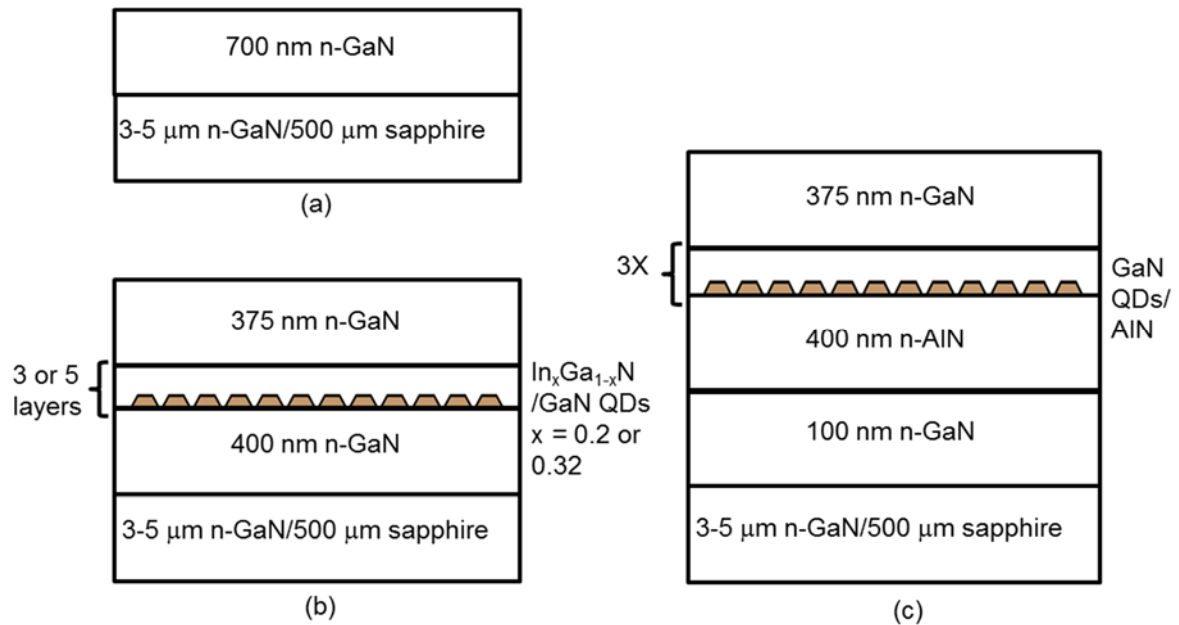 700 nm n-GaN
3-5 μm n-GaN/500 μm sapphire
(a)
375 nm n-GaN
3 or 5
layers
InₓGa₁₋ₓN
/GaN QDs
x = 0.2 or
0.32
400 nm n-GaN
3-5 μm n-GaN/500 μm sapphire
(b)
375 nm n-GaN
3X
GaN
QDs/
AlN
400 nm n-AlN
100 nm n-GaN
3-5 μm n-GaN/500 μm sapphire
(c)